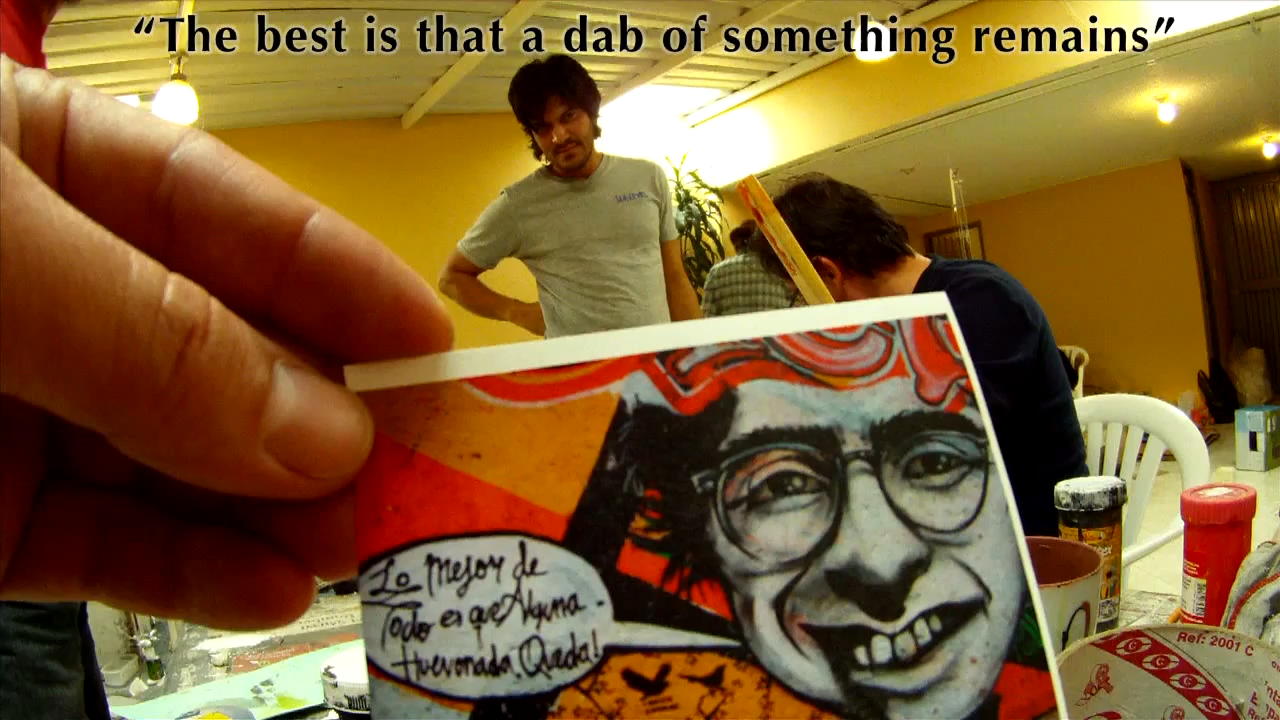 “The best is that a dab of something remains”
Lo mejor de
Todo es que Alguna
Huevonada, Queda!
Ref: 2001 C